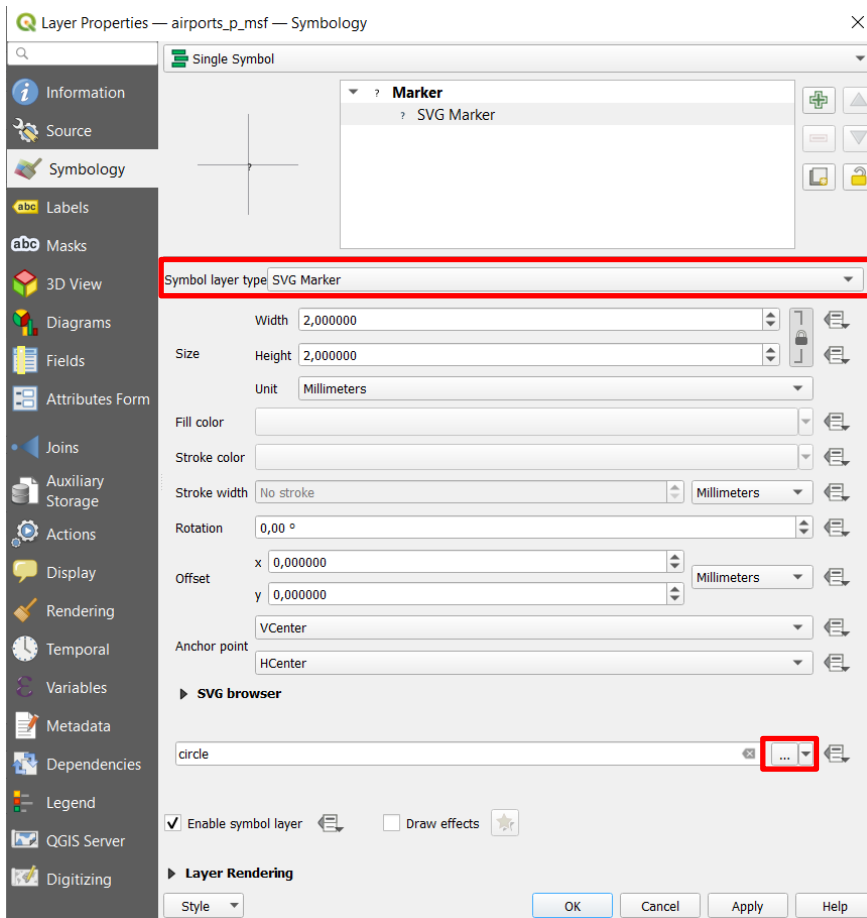 Layer Properties — airports_p_msf — Symbology
Single Symbol
Information
Source
Symbology
abc Labels
abc Masks
3D View
Diagrams
Fields
Attributes Form
Joins
Auxiliary
Storage
Actions
Display
Rendering
Temporal
Variables
Metadata
Dependencies
Legend
QGIS Server
Digitizing
?
? Marker
? SVG Marker
Symbol layer type SVG Marker
Size
Width 2,000000
Height 2,000000
Unit Millimeters
Fill color
Stroke color
Stroke width No stroke Millimeters
Rotation 0,00 °
Offset
x 0,000000
y 0,000000
Millimeters
Anchor point
VCenter
HCenter
SVG browser
circle ...
Enable symbol layer Draw effects
Layer Rendering
Style OK Cancel Apply Help